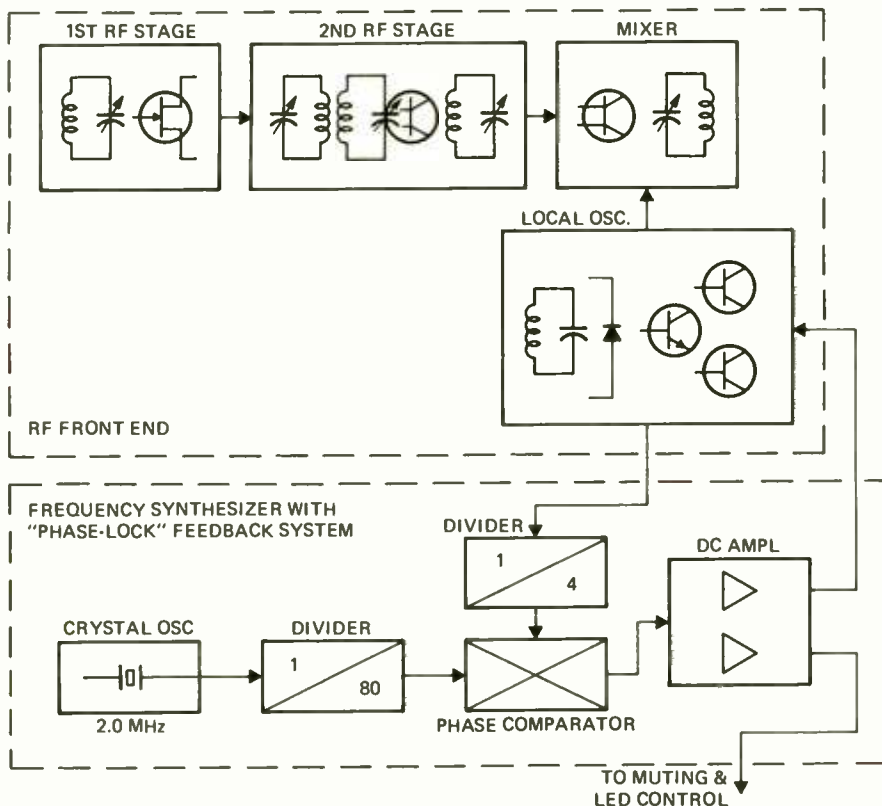 1ST RF STAGE
2ND RF STAGE
MIXER
LOCAL OSC.
RF FRONT END
FREQUENCY SYNTHESIZER WITH
"PHASE-LOCK" FEEDBACK SYSTEM
DIVIDER
1
4
DC AMPL
CRYSTAL OSC
2.0 MHz
DIVIDER
1
80
PHASE COMPARATOR
TO MUTING &
LED CONTROL